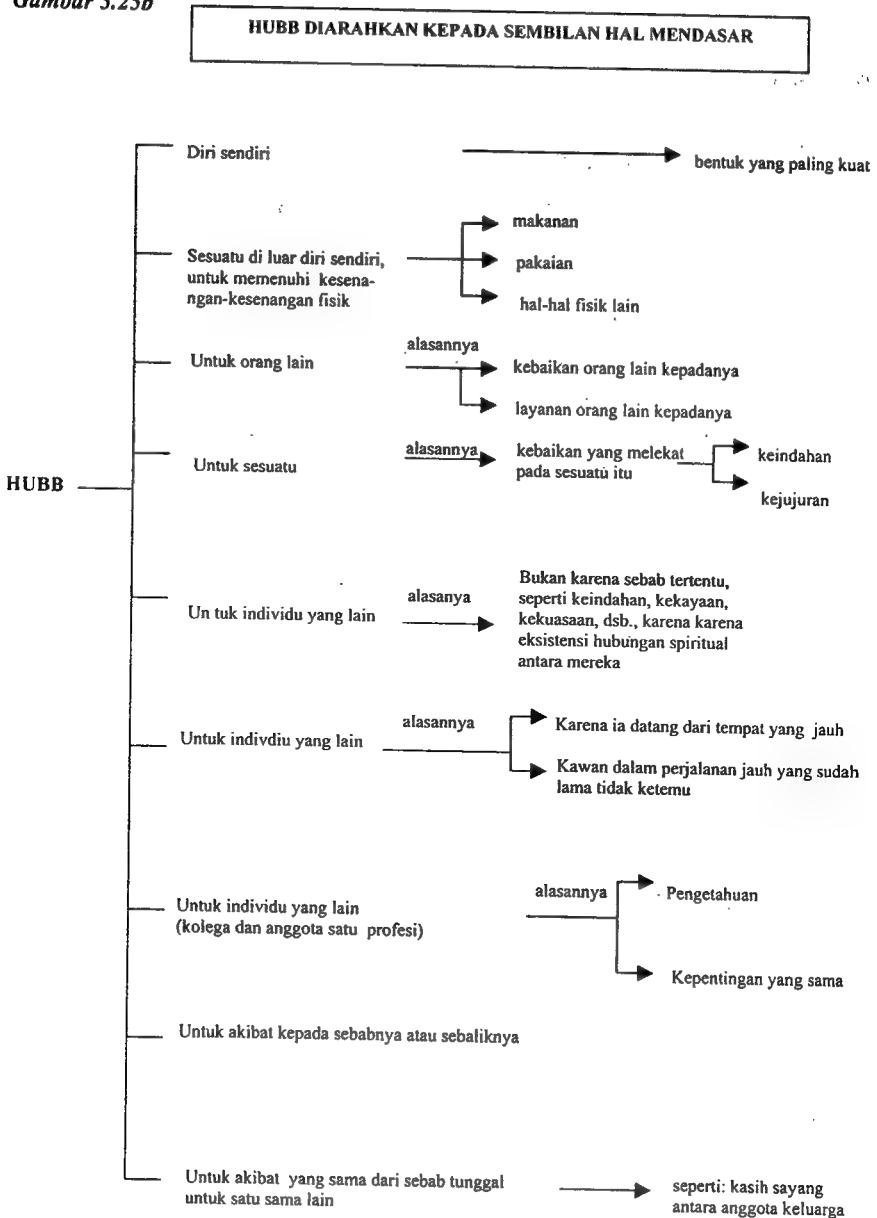 Gambar 3.25b
HUBB DIARAHKAN KEPADA SEMBILAN HAL MENDASAR
Diri sendiri
bentuk yang paling kuat
Sesuatu di luar diri sendiri,
untuk memenuhi kesena-
ngan-kesenangan fisik
makanan
pakaian
hal-hal fisik lain
Untuk orang lain
alasannya
kebaikan orang lain kepadanya
layanan orang lain kepadanya
Untuk sesuatu
alasannya
kebaikan yang melekat
pada sesuatu itu
keindahan
kejujuran
HUBB
Un tuk individu yang lain
alasanya
Bukan karena sebab tertentu,
seperti keindahan, kekayaan,
kekuasaan, dsb., karena karena
eksistensi hubungan spiritual
antara mereka
Untuk indivdiu yang lain
alasannya
Karena ia datang dari tempat yang jauh
Kawan dalam perjalanan jauh yang sudah
lama tidak ketemu
Untuk individu yang lain
(kolega dan anggota satu profesi)
alasannya
Pengetahuan
Kepentingan yang sama
Untuk akibat kepada sebabnya atau sebaliknya
Untuk akibat yang sama dari sebab tunggal
untuk satu sama lain
seperti: kasih sayang
antara anggota keluarga